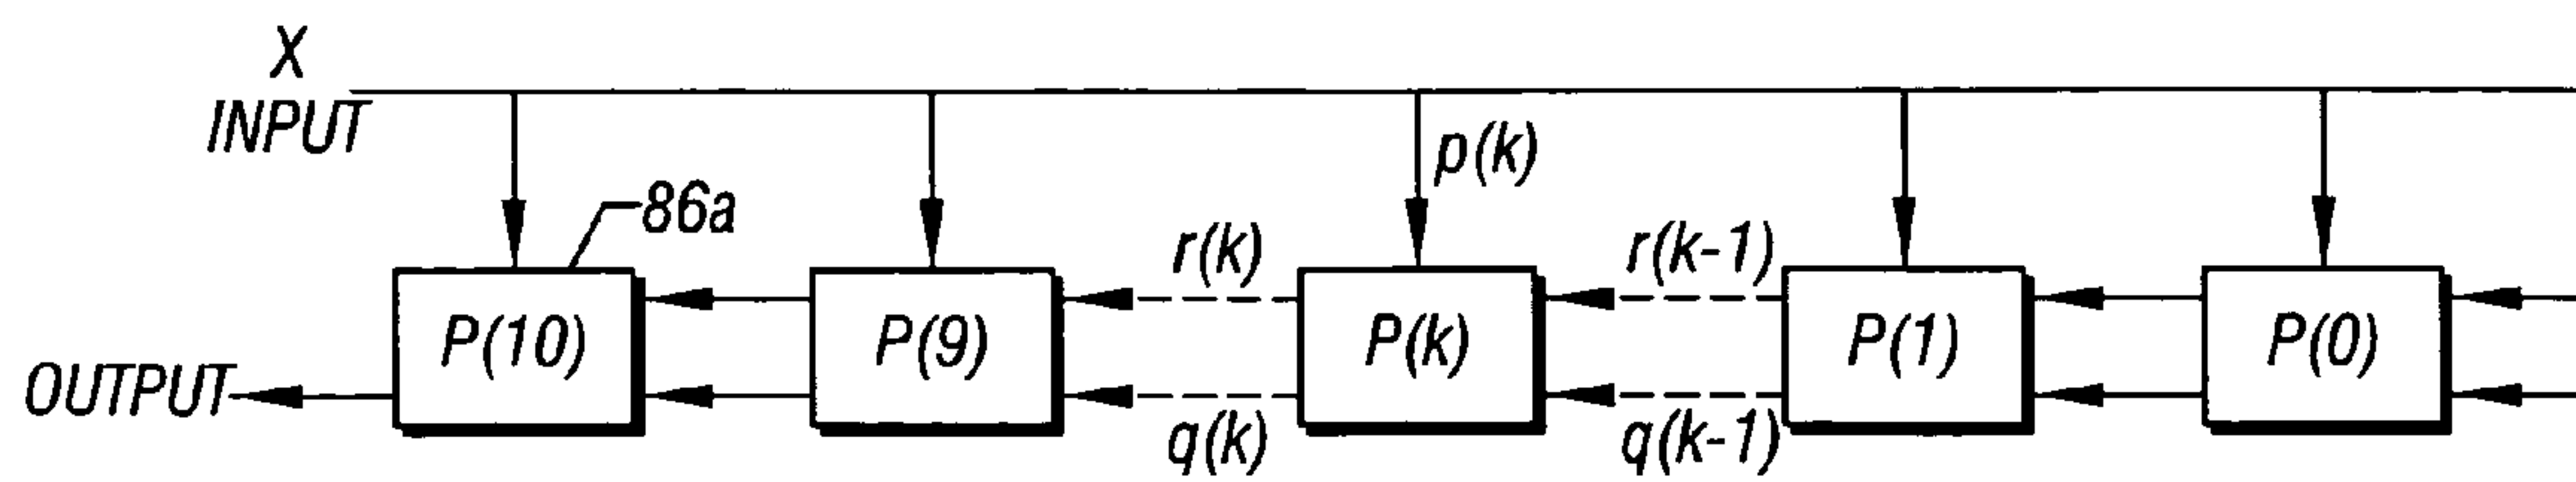 X
INPUT
p(k)
86a
r(k)
r(k-1)
P(10)
P(9)
P(k)
P(1)
P(0)
OUTPUT
q(k)
q(k-1)